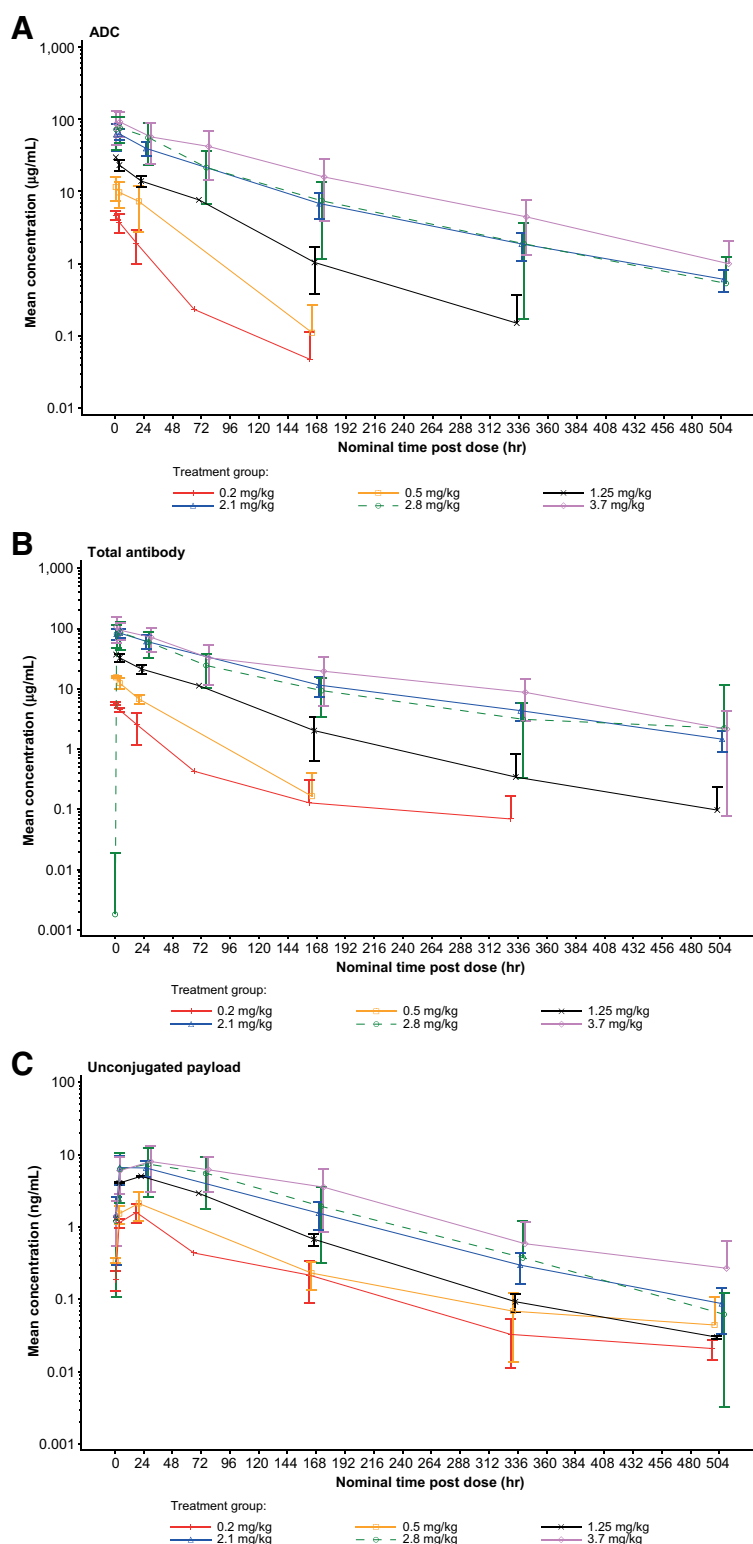 A
ADC
1,000
100
10
1
0.1
0.01
Mean concentration (µg/mL)
0 24 48 72 96 120 144 168 192 216 240 264 288 312 336 360 384 408 432 456 480 504
Nominal time post dose (hr)
Treatment group:
0.2 mg/kg 0.5 mg/kg 1.25 mg/kg
2.1 mg/kg 2.8 mg/kg 3.7 mg/kg
B
Total antibody
1,000
100
10
1
0.1
0.01
0.001
Mean concentration (µg/mL)
0 24 48 72 96 120 144 168 192 216 240 264 288 312 336 360 384 408 432 456 480 504
Nominal time post dose (hr)
Treatment group:
0.2 mg/kg 0.5 mg/kg 1.25 mg/kg
2.1 mg/kg 2.8 mg/kg 3.7 mg/kg
C
Unconjugated payload
100
10
1
0.1
0.01
0.001
Mean concentration (ng/mL)
0 24 48 72 96 120 144 168 192 216 240 264 288 312 336 360 384 408 432 456 480 504
Nominal time post dose (hr)
Treatment group:
0.2 mg/kg 0.5 mg/kg 1.25 mg/kg
2.1 mg/kg 2.8 mg/kg 3.7 mg/kg